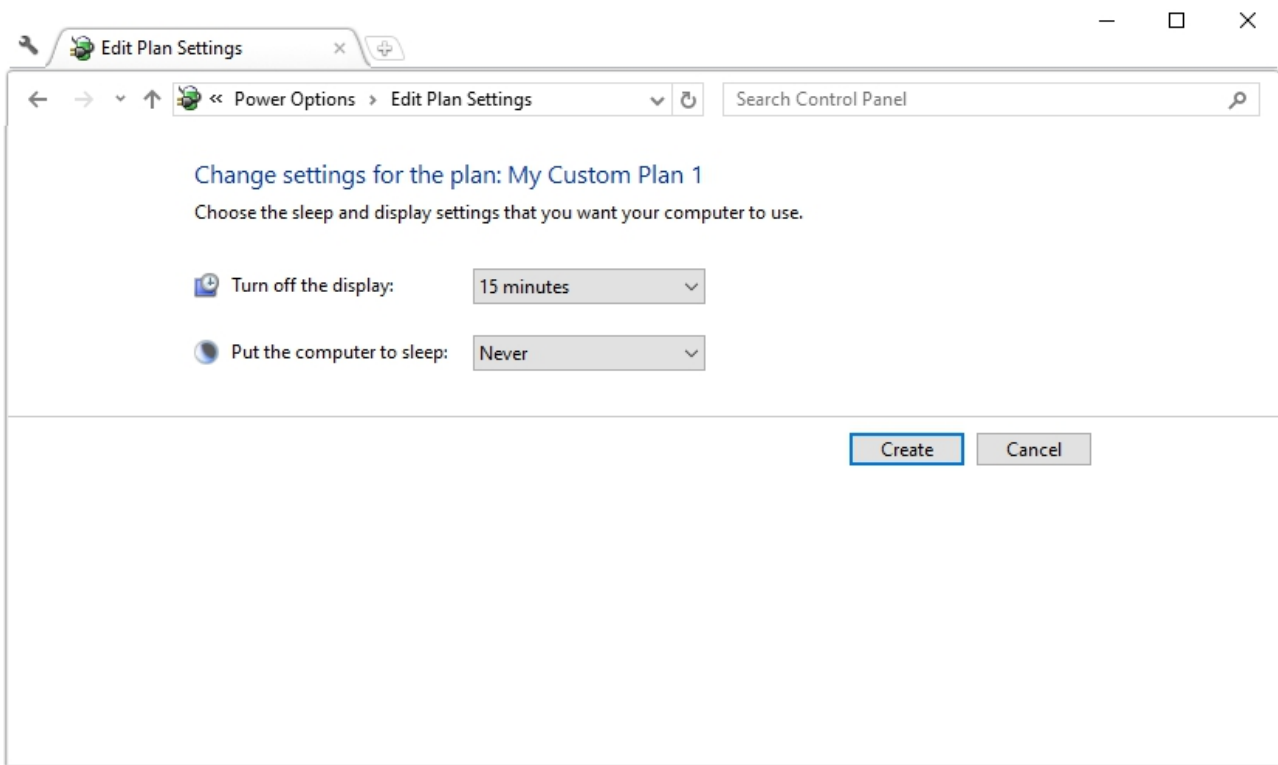 Edit Plan Settings
« Power Options › Edit Plan Settings
Search Control Panel
Change settings for the plan: My Custom Plan 1
Choose the sleep and display settings that you want your computer to use.
Turn off the display: 15 minutes
Put the computer to sleep: Never
Create Cancel